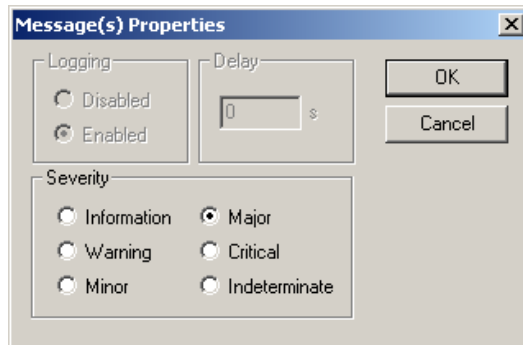 Message(s) Properties
Logging
Disabled
Enabled
Delay
0 s
OK
Cancel
Severity
Information
Warning
Minor
Major
Critical
Indeterminate